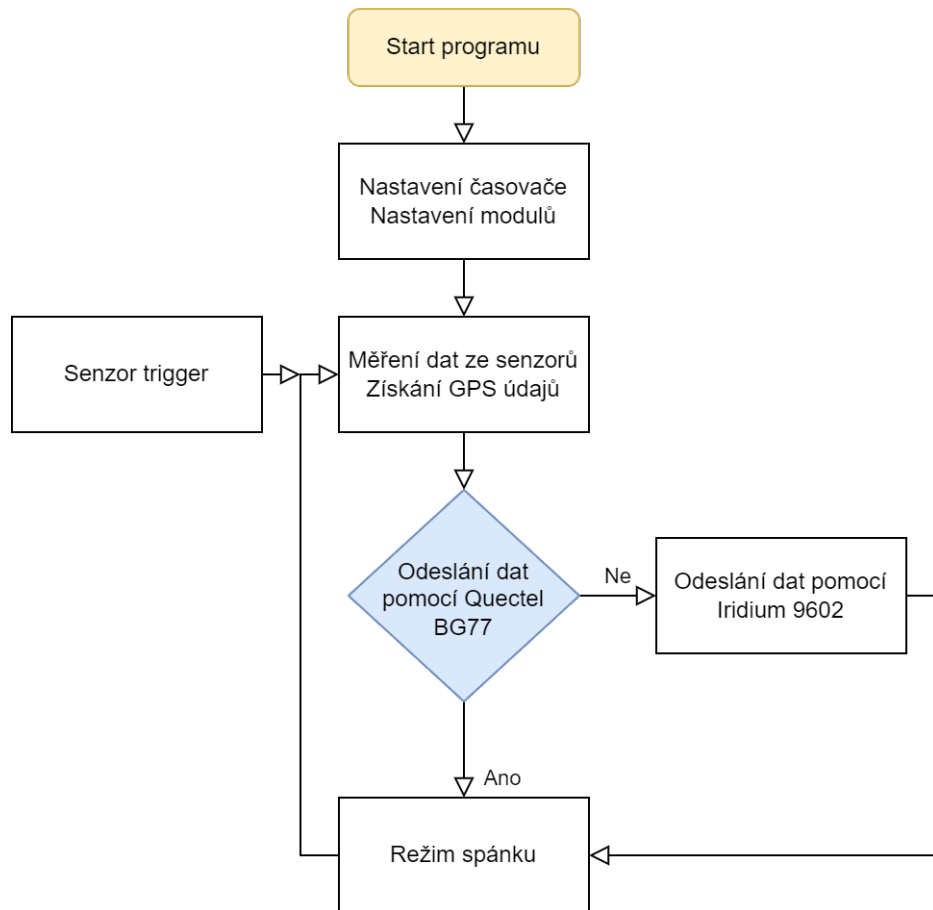 Start programu
Nastavení časovače
Nastavení modulů
Senzor trigger
Měření dat ze senzorů
Získání GPS údajů
Odeslání dat
pomocí Quectel
BG77
Ne
Odeslání dat pomocí
Iridium 9602
Ano
Režim spánku